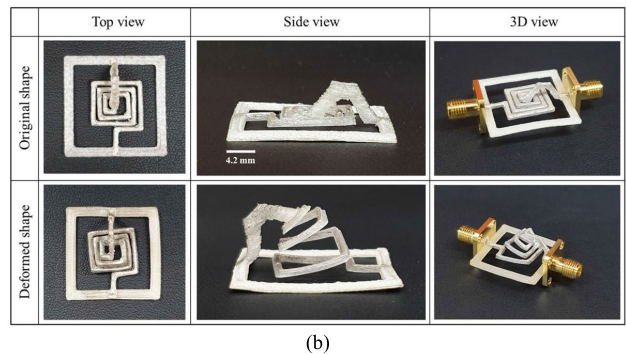 Top view
Side view
3D view
Original shape
4.2 mm
Deformed shape
(b)